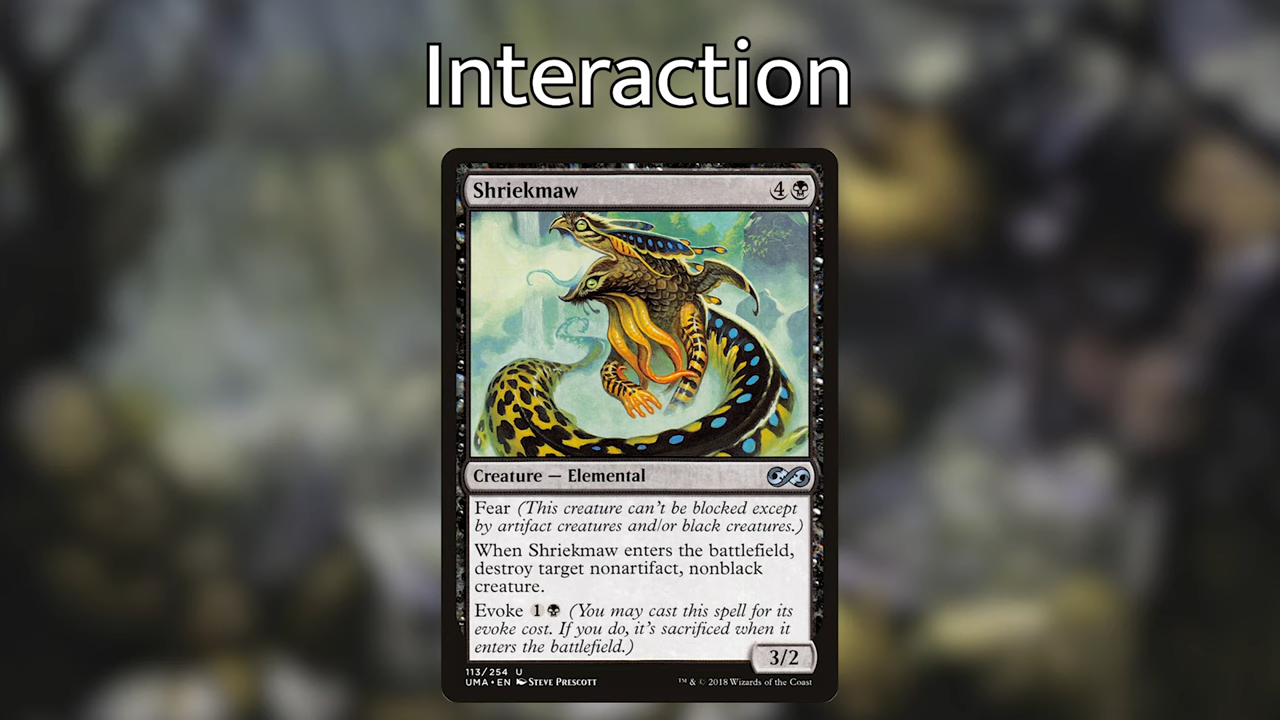 Interaction
Shriekmaw 4
Creature — Elemental
Fear (This creature can't be blocked except
by artifact creatures and/or black creatures.)
When Shriekmaw enters the battlefield,
destroy target nonartifact, nonblack
creature.
Evoke 1 (You may cast this spell for its
evoke cost. If you do, it's sacrificed when it
enters the battlefield.)
3/2
113/254 U
UMA • EN STEVE PRESCOTT
™ & © 2018 Wizards of the Coast